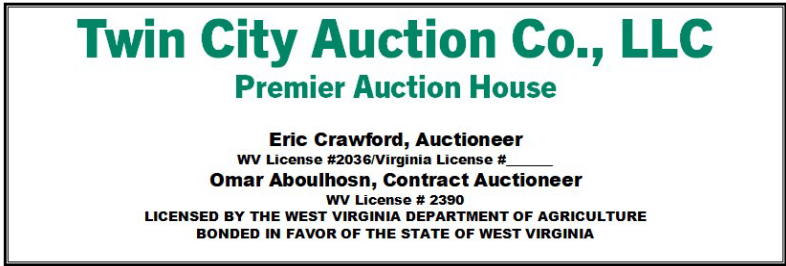 Twin City Auction Co., LLC
Premier Auction House
Eric Crawford, Auctioneer
WV License #2036/Virginia License #______
Omar Aboulhosn, Contract Auctioneer
WV License # 2390
LICENSED BY THE WEST VIRGINIA DEPARTMENT OF AGRICULTURE
BONDED IN FAVOR OF THE STATE OF WEST VIRGINIA